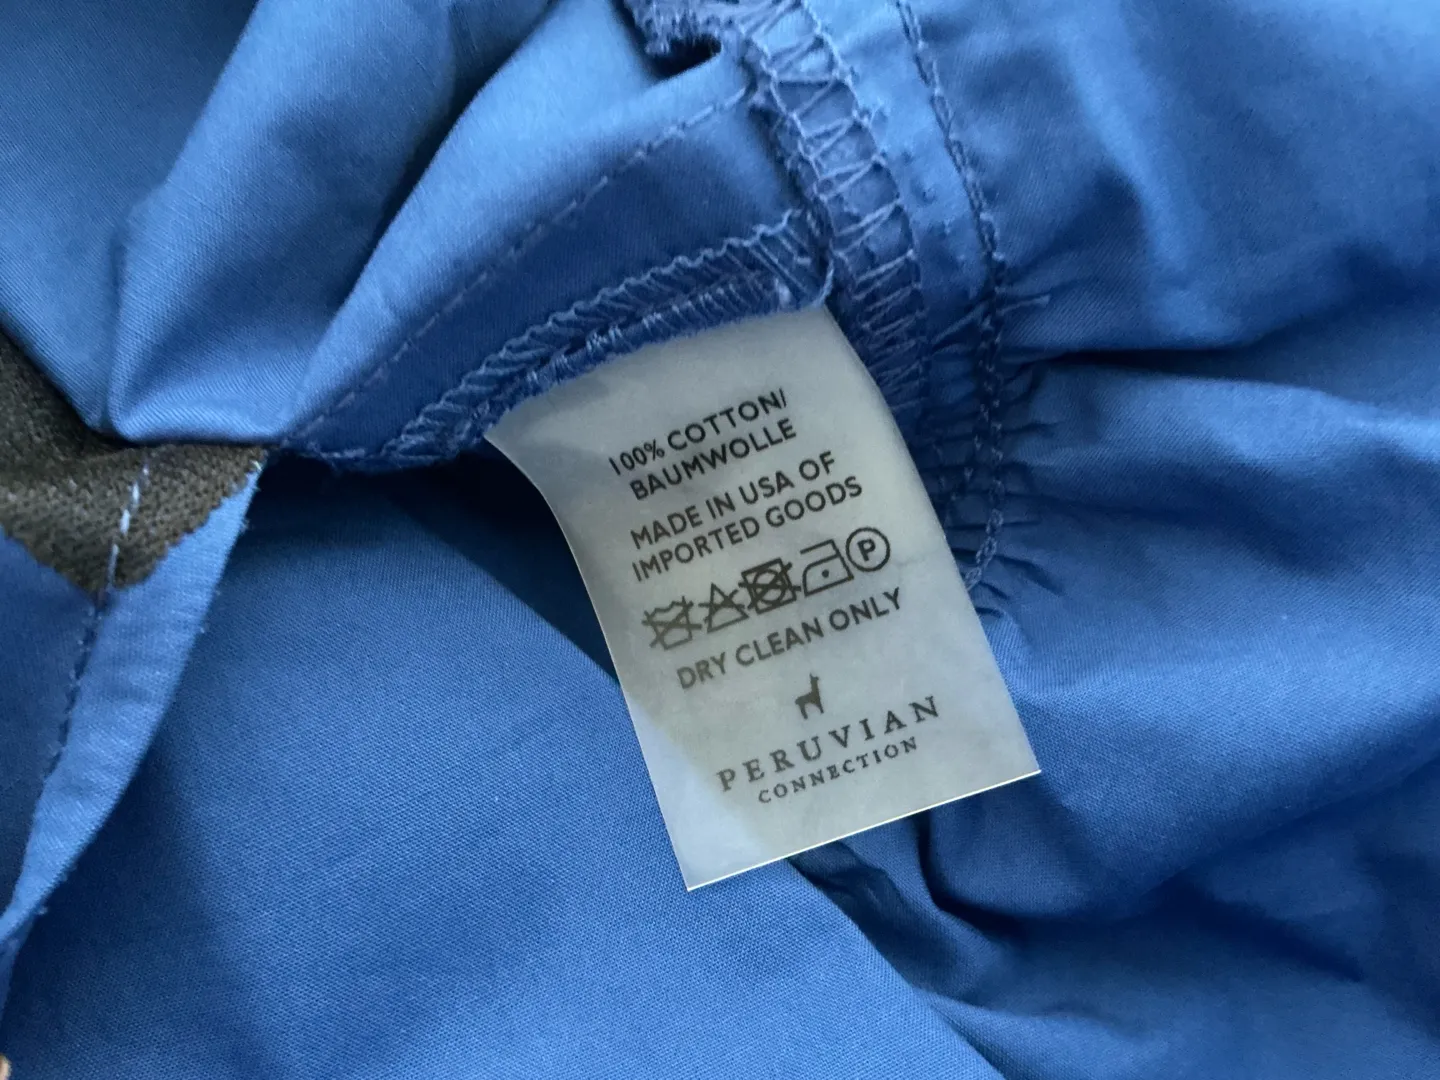 100% COTTON/
BAUMWOLLE
MADE IN USA OF
IMPORTED GOODS
P
DRY CLEAN ONLY
PERUVIAN
CONNECTION